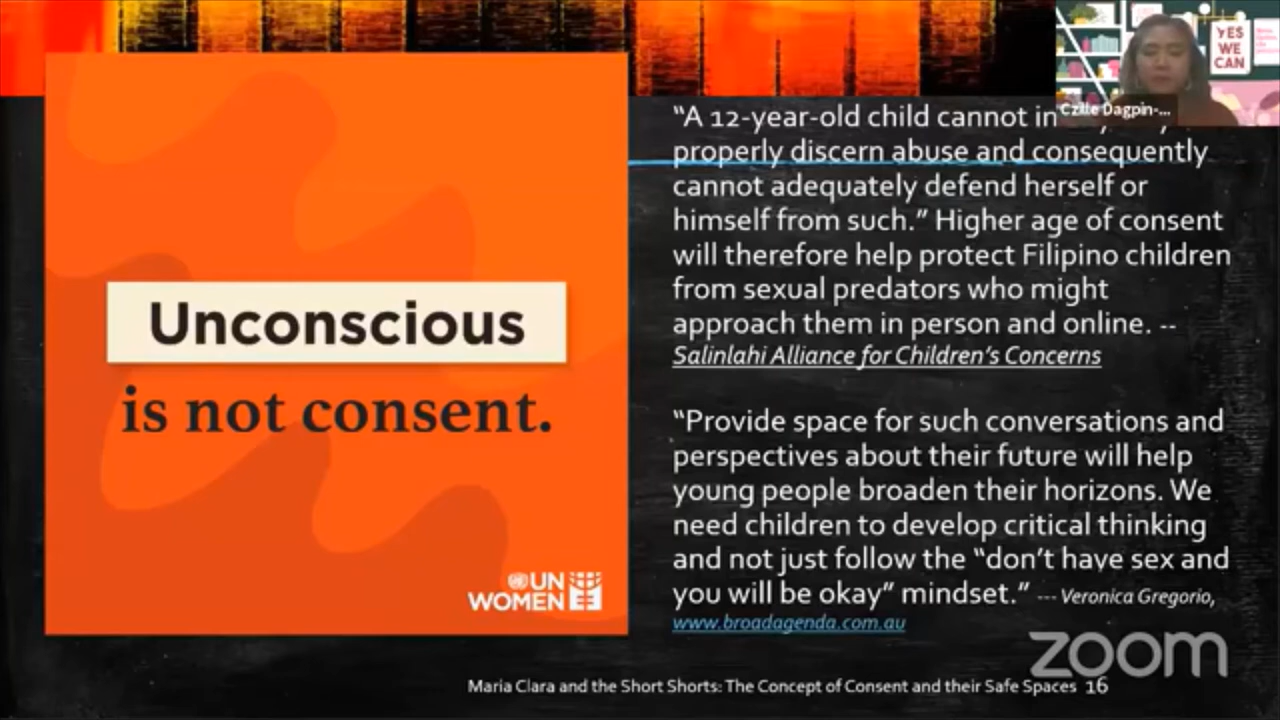 YES
WE
CAN
Czille Dagpin-...
Unconscious
is not consent.
UN
WOMEN
“A 12-year-old child cannot in
properly discern abuse and consequently
cannot adequately defend herself or
himself from such.” Higher age of consent
will therefore help protect Filipino children
from sexual predators who might
approach them in person and online. --
Salinlahi Alliance for Children’s Concerns
“Provide space for such conversations and
perspectives about their future will help
young people broaden their horizons. We
need children to develop critical thinking
and not just follow the “don’t have sex and
you will be okay” mindset.” --- Veronica Gregorio,
www.broadagenda.com.au
zoom
Maria Clara and the Short Shorts: The Concept of Consent and their Safe Spaces 16